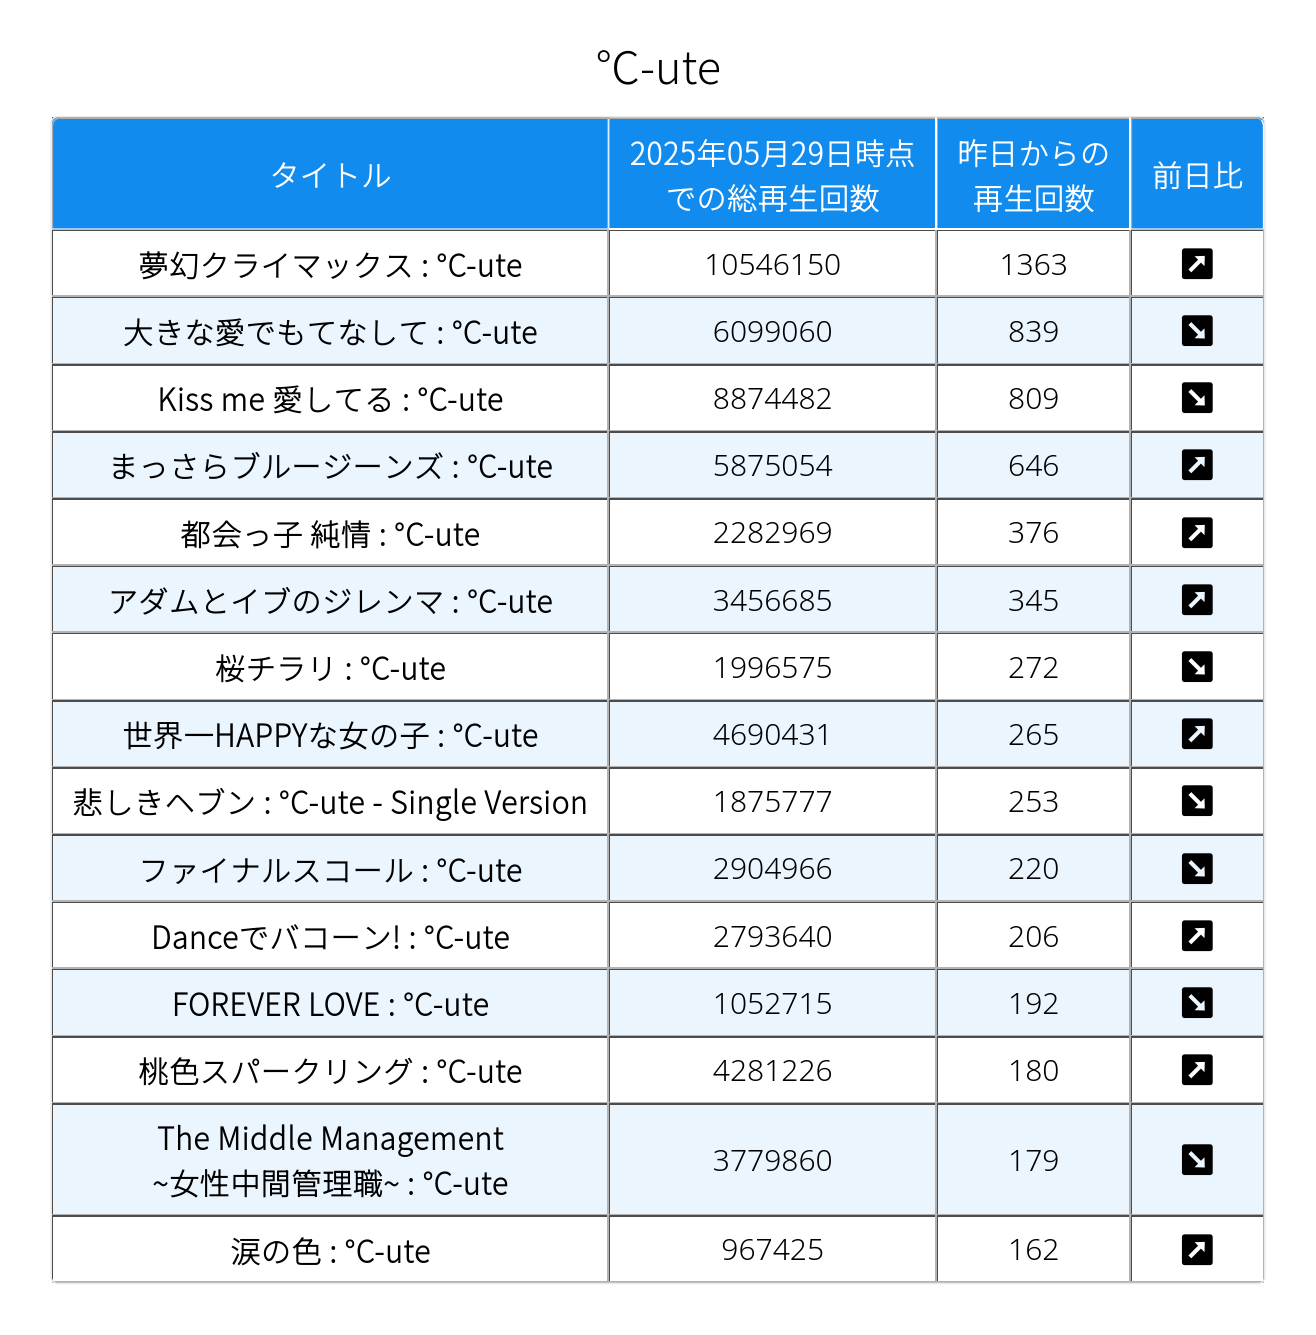 ℃-ute
タイトル
2025年05月29日時点
での総再生回数
昨日からの
再生回数
前日比
夢幻クライマックス : ℃-ute 10546150 1363
大きな愛でもてなして : ℃-ute 6099060 839
Kiss me 愛してる : ℃-ute 8874482 809
まっさらブルージーンズ : ℃-ute 5875054 646
都会っ子 純情 : ℃-ute 2282969 376
アダムとイブのジレンマ : ℃-ute 3456685 345
桜チラリ : ℃-ute 1996575 272
世界一HAPPYな女の子 : ℃-ute 4690431 265
悲しきヘブン : ℃-ute - Single Version 1875777 253
ファイナルスコール : ℃-ute 2904966 220
Danceでバコーン! : ℃-ute 2793640 206
FOREVER LOVE : ℃-ute 1052715 192
桃色スパークリング : ℃-ute 4281226 180
The Middle Management
~女性中間管理職~ : ℃-ute 3779860 179
涙の色 : ℃-ute 967425 162